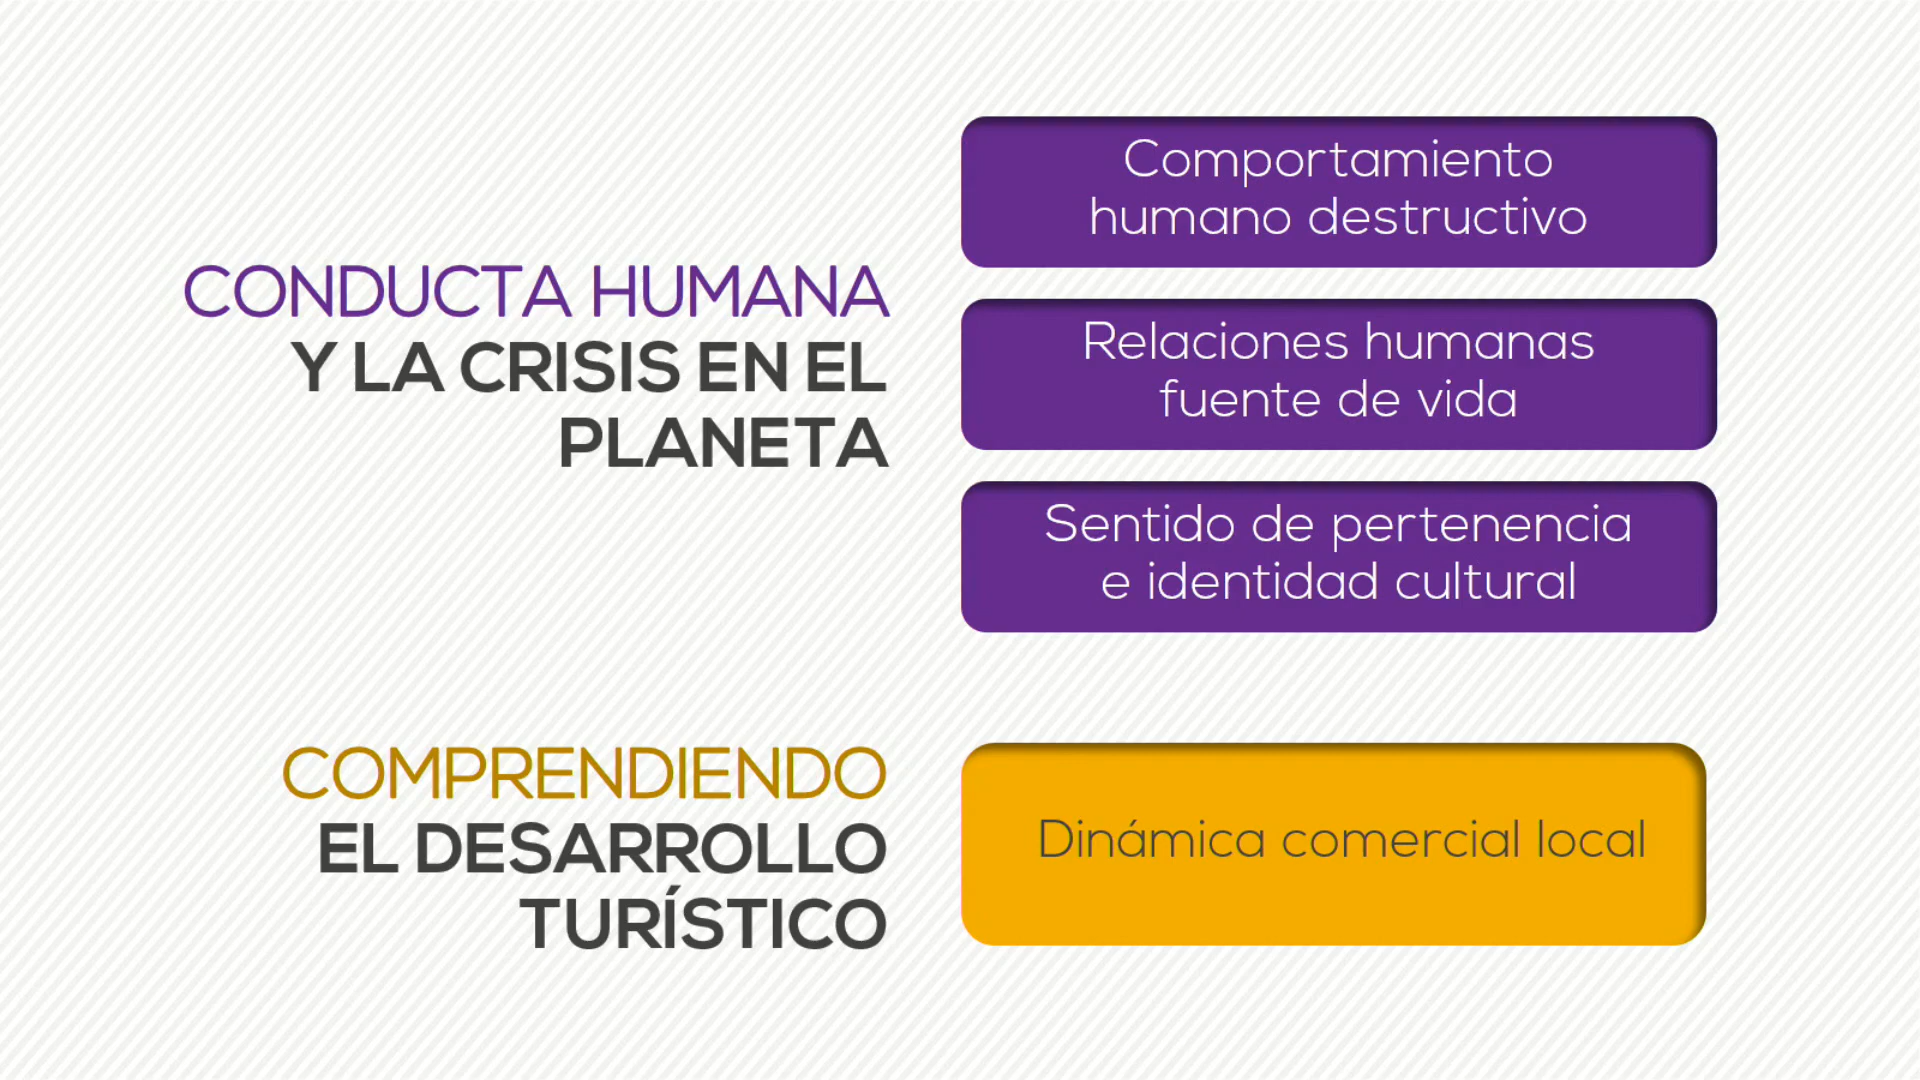 CONDUCTA HUMANA
Y LA CRISIS EN EL
PLANETA
Comportamiento
humano destructivo
Relaciones humanas
fuente de vida
Sentido de pertenencia
e identidad cultural
COMPRENDIENDO
EL DESARROLLO
TURÍSTICO
Dinámica comercial local